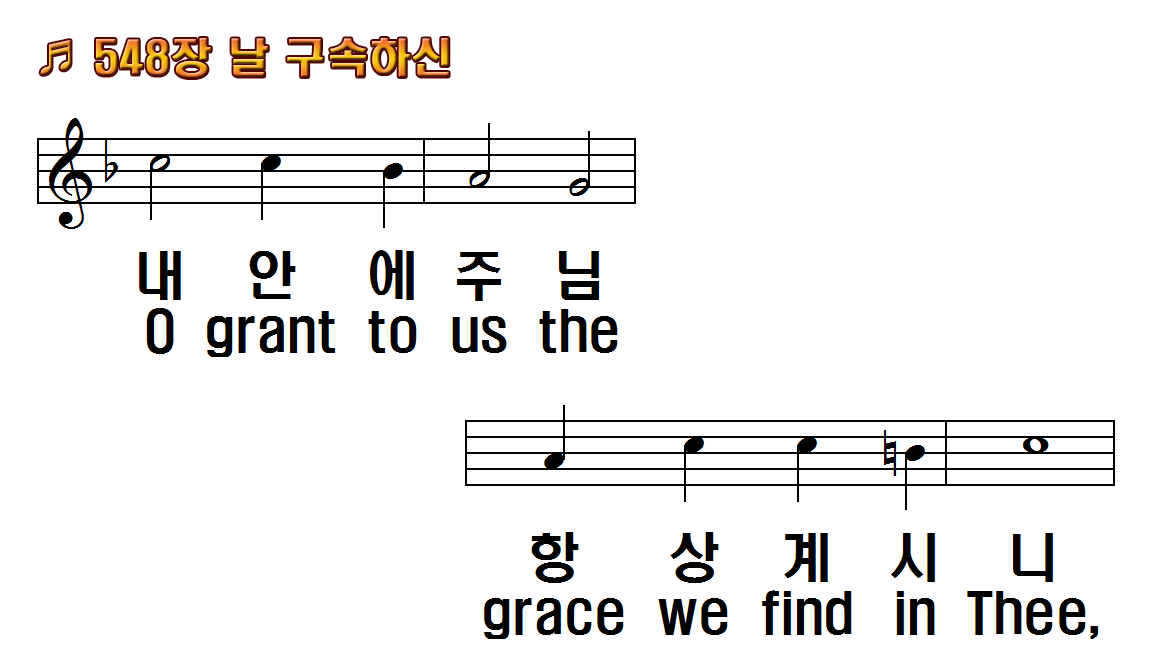 ♬ 548장 날 구속하신
내 안 에 주 님
O grant to us the
항 상 계 시 니
grace we find in Thee,